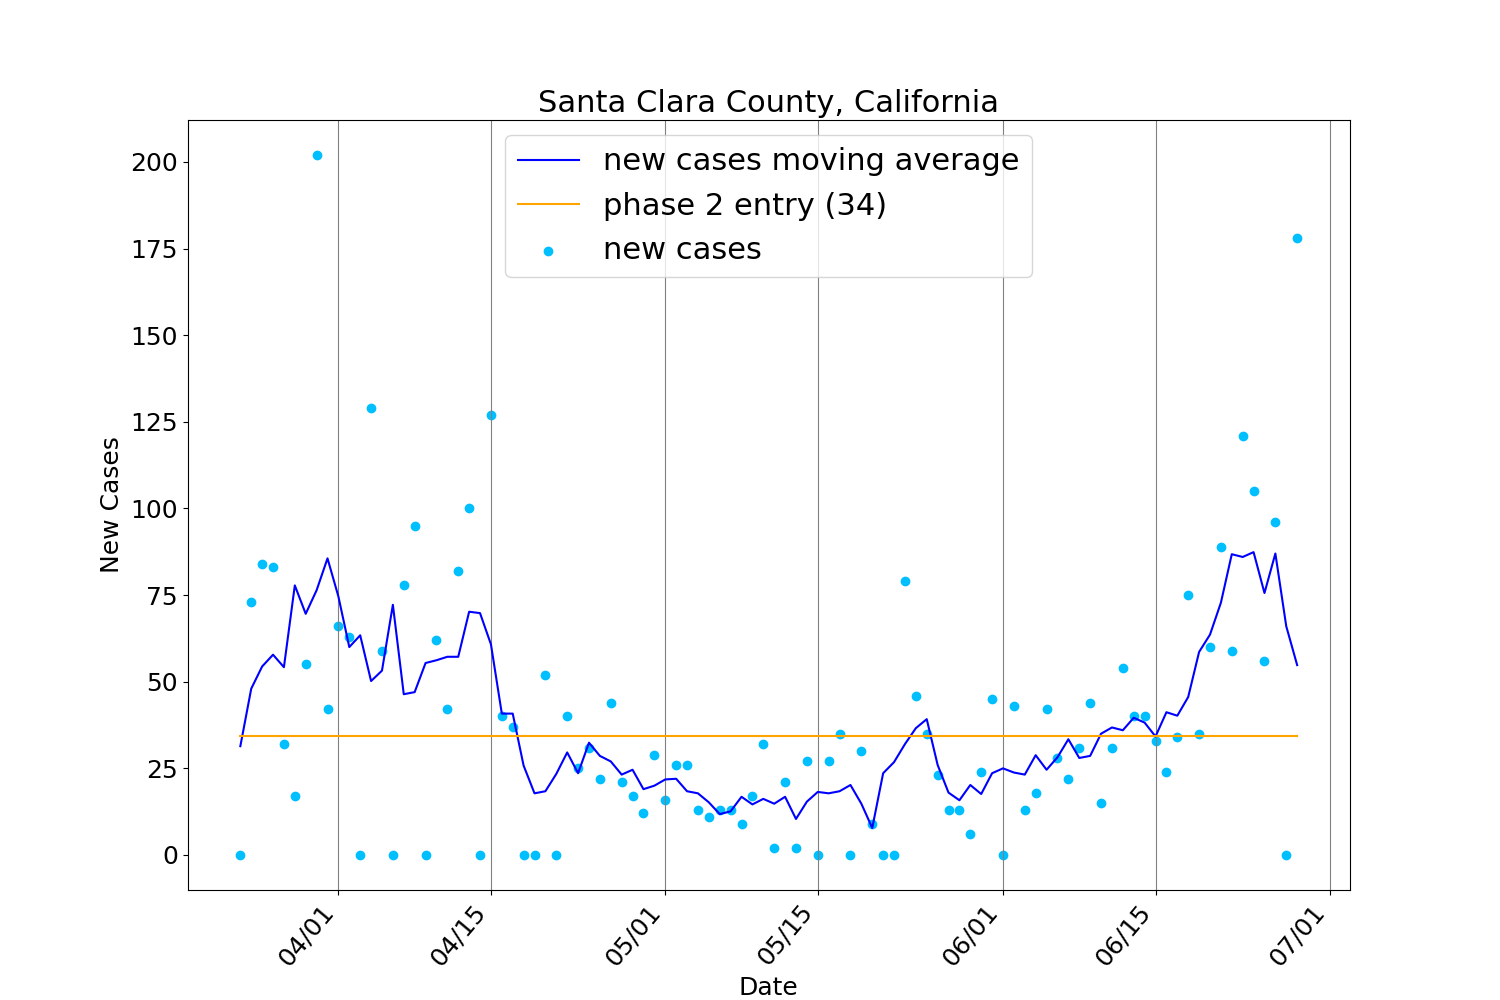 Santa Clara County, California
new cases moving average
phase 2 entry (34)
new cases
New Cases
200
175
150
125
100
75
50
25
0
04/01
04/15
05/01
05/15
06/01
06/15
07/01
Date